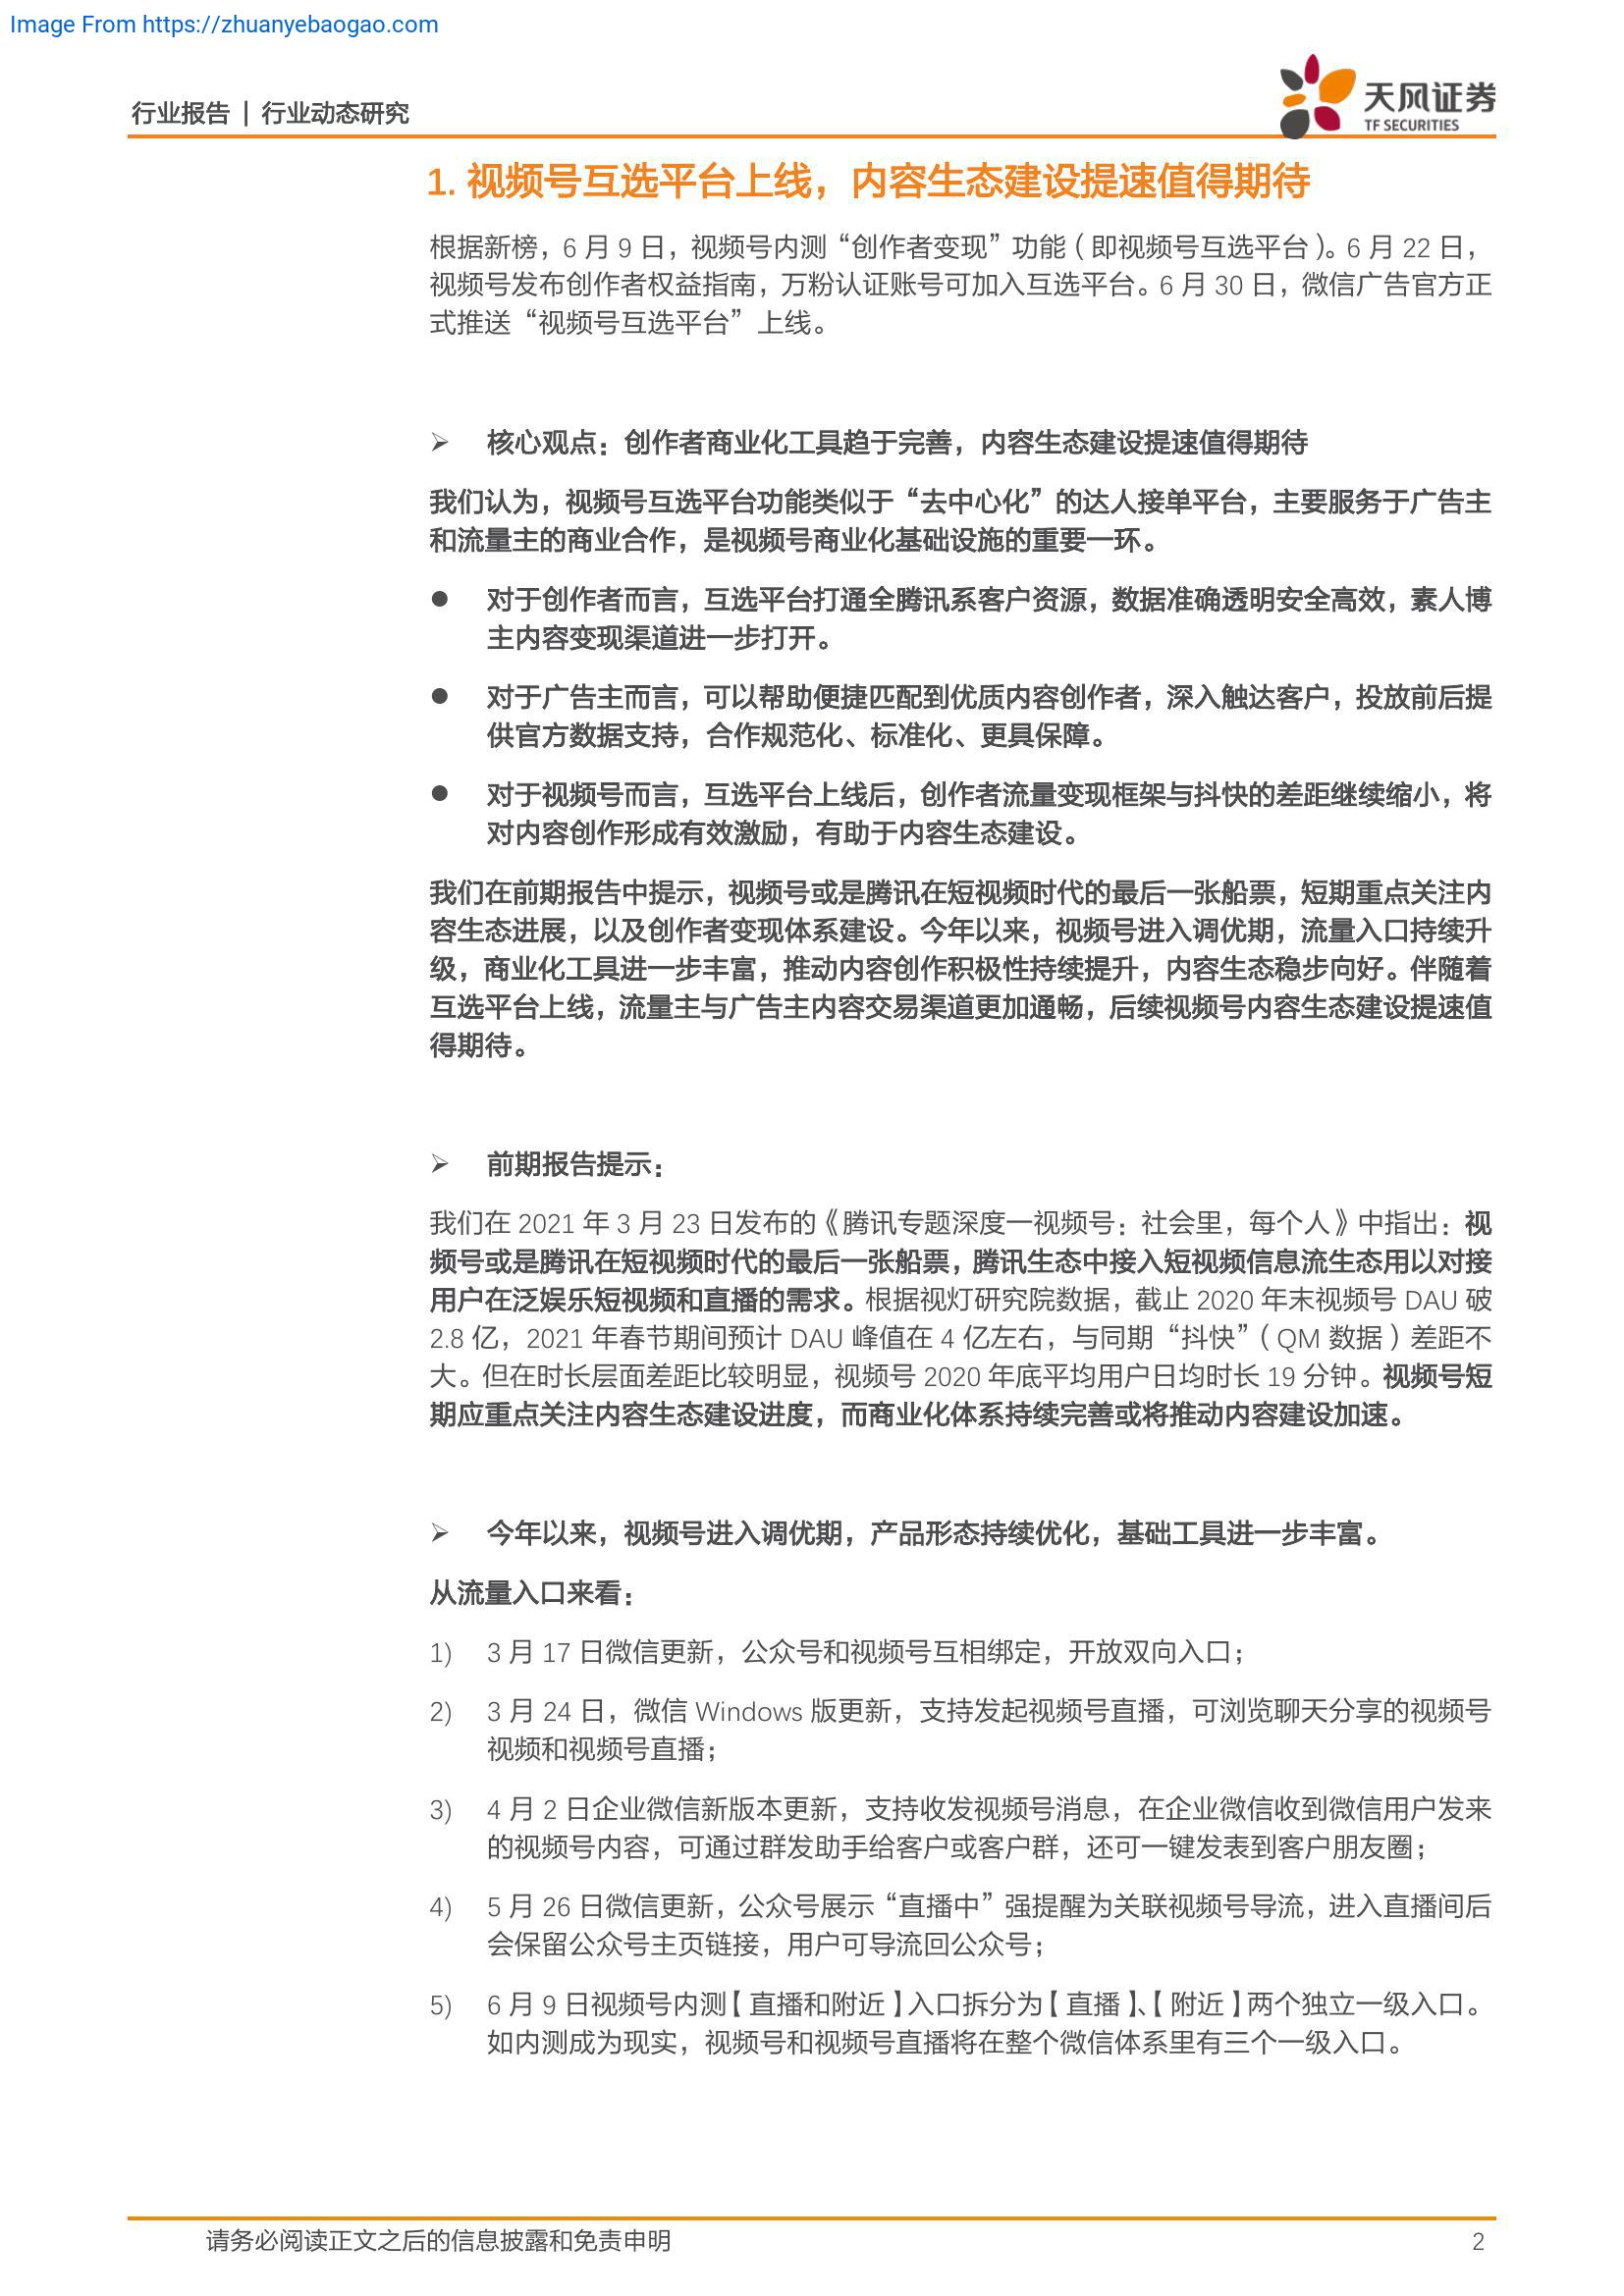 Image From https://zhuanyebaogao.com
行业报告 | 行业动态研究
天风证券
TF SECURITIES
1. 视频号互选平台上线，内容生态建设提速值得期待
根据新榜，6 月 9 日，视频号内测“创作者变现”功能（即视频号互选平台）。6 月 22 日，
视频号发布创作者权益指南，万粉认证账号可加入互选平台。6 月 30 日，微信广告官方正
式推送“视频号互选平台”上线。
➢ 核心观点：创作者商业化工具趋于完善，内容生态建设提速值得期待
我们认为，视频号互选平台功能类似于“去中心化”的达人接单平台，主要服务于广告主
和流量主的商业合作，是视频号商业化基础设施的重要一环。
● 对于创作者而言，互选平台打通全腾讯系客户资源，数据准确透明安全高效，素人博
主内容变现渠道进一步打开。
● 对于广告主而言，可以帮助便捷匹配到优质内容创作者，深入触达客户，投放前后提
供官方数据支持，合作规范化、标准化、更具保障。
● 对于视频号而言，互选平台上线后，创作者流量变现框架与抖快的差距继续缩小，将
对内容创作形成有效激励，有助于内容生态建设。
我们在前期报告中提示，视频号或是腾讯在短视频时代的最后一张船票，短期重点关注内
容生态进展，以及创作者变现体系建设。今年以来，视频号进入调优期，流量入口持续升
级，商业化工具进一步丰富，推动内容创作积极性持续提升，内容生态稳步向好。伴随着
互选平台上线，流量主与广告主内容交易渠道更加通畅，后续视频号内容生态建设提速值
得期待。
➢ 前期报告提示：
我们在 2021 年 3 月 23 日发布的《腾讯专题深度—视频号：社会里，每个人》中指出：视
频号或是腾讯在短视频时代的最后一张船票，腾讯生态中接入短视频信息流生态用以对接
用户在泛娱乐短视频和直播的需求。根据视灯研究院数据，截止 2020 年末视频号 DAU 破
2.8 亿，2021 年春节期间预计 DAU 峰值在 4 亿左右，与同期“抖快”（QM 数据）差距不
大。但在时长层面差距比较明显，视频号 2020 年底平均用户日均时长 19 分钟。视频号短
期应重点关注内容生态建设进度，而商业化体系持续完善或将推动内容建设加速。
➢ 今年以来，视频号进入调优期，产品形态持续优化，基础工具进一步丰富。
从流量入口来看：
1) 3 月 17 日微信更新，公众号和视频号互相绑定，开放双向入口；
2) 3 月 24 日，微信 Windows 版更新，支持发起视频号直播，可浏览聊天分享的视频号
视频和视频号直播；
3) 4 月 2 日企业微信新版本更新，支持收发视频号消息，在企业微信收到微信用户发来
的视频号内容，可通过群发助手给客户或客户群，还可一键发表到客户朋友圈；
4) 5 月 26 日微信更新，公众号展示“直播中”强提醒为关联视频号导流，进入直播间后
会保留公众号主页链接，用户可导流回公众号；
5) 6 月 9 日视频号内测【直播和附近】入口拆分为【直播】、【附近】两个独立一级入口。
如内测成为现实，视频号和视频号直播将在整个微信体系里有三个一级入口。
请务必阅读正文之后的信息披露和免责申明
2